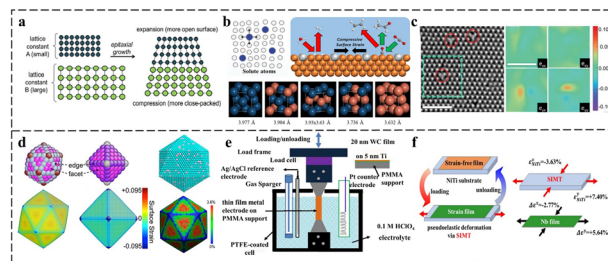 a
lattice
constant
A (small)
epitaxial
growth
expansion (more open surface)
lattice
constant
B (large)
compression (more close-packed)
b
Compressive
Surface Strain
Solute atoms
3.977 Å
3.904 Å
3.736 Å
3.632 Å
c
0.10
d
edge
facet
+0.095
0
-0.095
Surface Strain
e
Loading/unloading
Load frame
Load cell
Ag/AgCl reference
electrode
Gas Sparger
thin film metal
electrode on
PMMA support
PTFE-coated
cell
20 nm WC film
on 5 nm Ti
PMMA
support
Pt counter
electrode
0.1 M HClO4
electrolyte
f
Strain-free film
NiTi substrate
loading
unloading
Strain film
pseudoelastic deformation
via SIMT
SIMT
Nb film